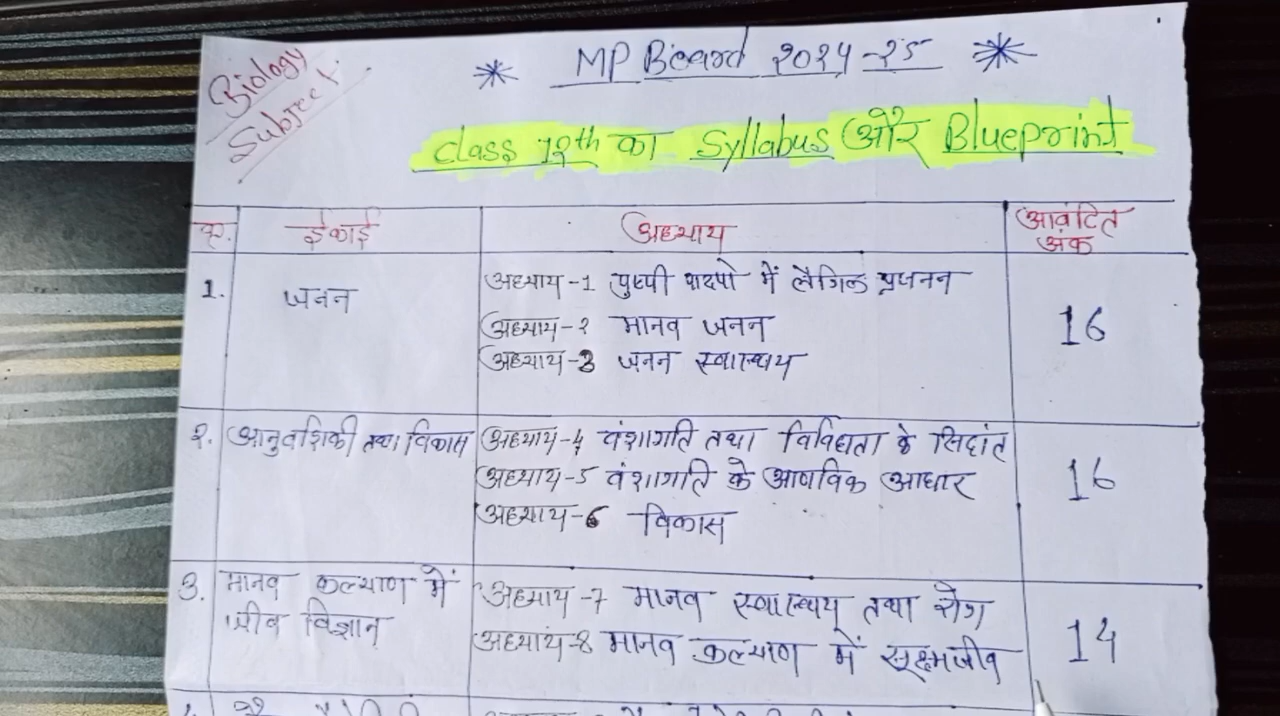 Biology
Subject
MP Board 2024-25
Class 12th का Syllabus और Blueprint
क्र. ईकाई अध्याय आवंटित अंक
1. जनन अध्याय-1 पुष्पी पादपो में लैंगिक प्रजनन 16
अध्याय-2 मानव जनन
अध्याय-3 जनन स्वास्थ्य
2. आनुवंशिकी तथा विकास अध्याय-4 वंशागति तथा विविधता के सिद्दांत 16
अध्याय-5 वंशागति के आणविक आधार
अध्याय-6 विकास
3. मानव कल्याण में अध्याय-7 मानव स्वास्थ्य तथा रोग 14
जीव विज्ञान अध्याय-8 मानव कल्याण में सूक्ष्मजीव